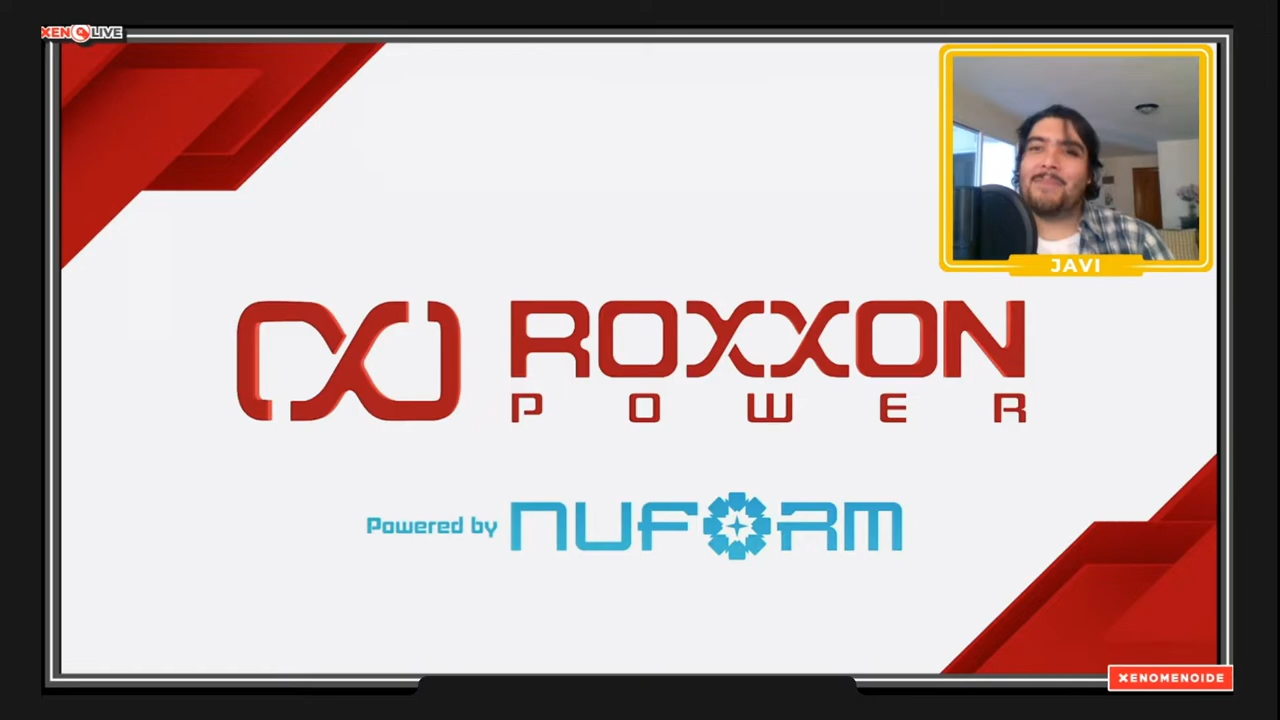 XENOLIVE
JAVI
ROXXON
POWER
Powered by NUFORM
XENOMENOIDE